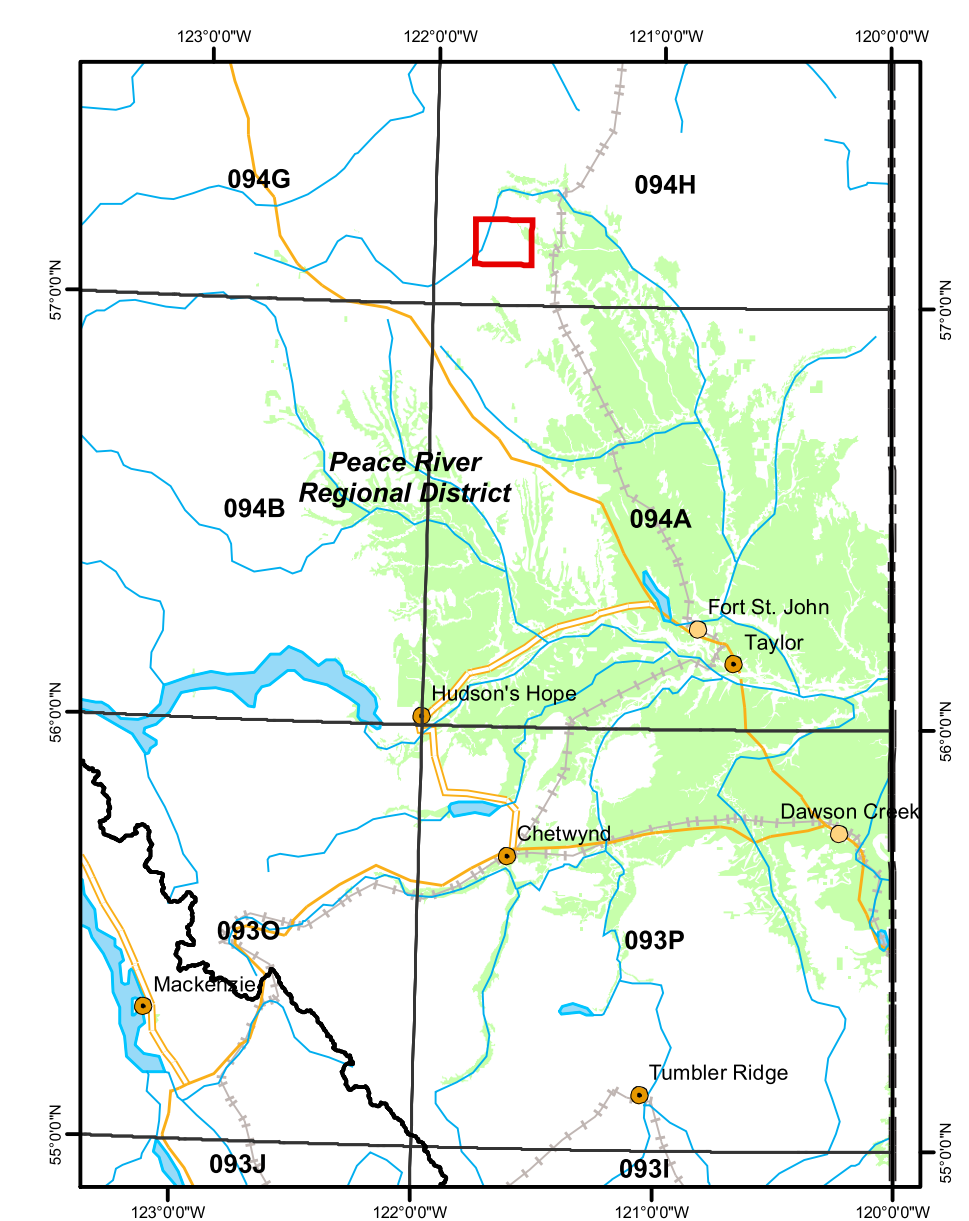 123°0'0"W 122°0'0"W 121°0'0"W 120°0'0"W
094G
094H
57°0'0"N
57°0'0"N
Peace River
Regional District
094B
094A
Fort St. John
Taylor
Hudson's Hope
56°0'0"N
56°0'0"N
Dawson Creek
Chetwynd
093O
093P
Mackenzie
Tumbler Ridge
55°0'0"N
55°0'0"N
093J
093I
123°0'0"W 122°0'0"W 121°0'0"W 120°0'0"W